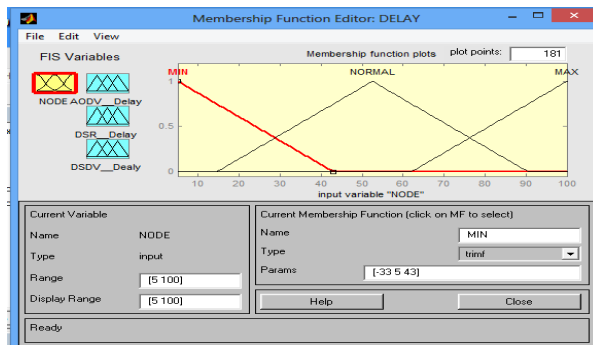 Membership Function Editor: DELAY
File Edit View
FIS Variables
Membership function plots plot points: 181
NODE AODV__Delay
DSR__Delay
DSDV__Dealy
MIN NORMAL MAX
1
0.5
0
10 20 30 40 50 60 70 80 90 100
input variable "NODE"
Current Variable
Name NODE
Type input
Range [5 100]
Display Range [5 100]
Current Membership Function (click on MF to select)
Name MIN
Type trimf
Params [-33 5 43]
Help Close
Ready